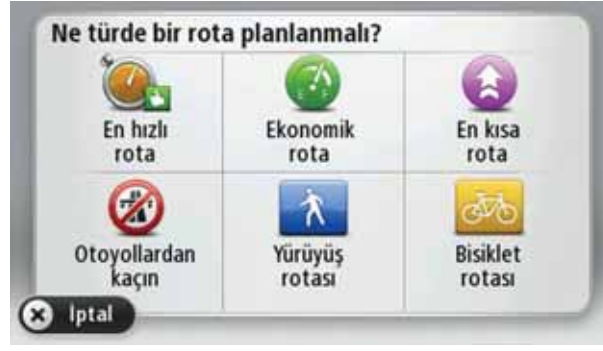 Ne türde bir rota planlanmalı?
En hızlı
rota
Ekonomik
rota
En kısa
rota
Otoyollardan
kaçın
Yürüyüş
rotası
Bisiklet
rotası
İptal